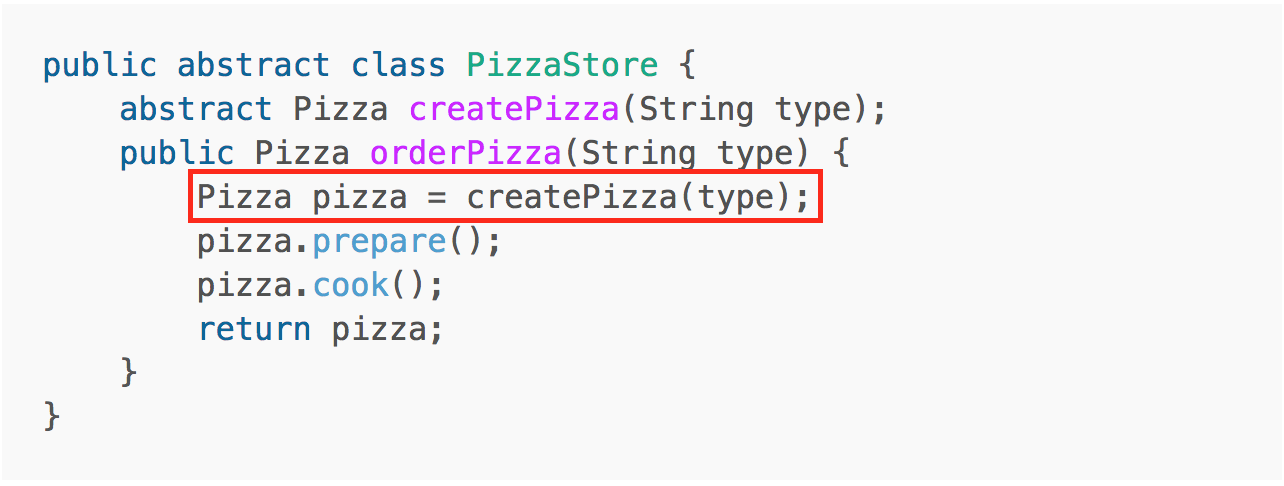 public abstract class PizzaStore {
    abstract Pizza createPizza(String type);
    public Pizza orderPizza(String type) {
        Pizza pizza = createPizza(type);
        pizza.prepare();
        pizza.cook();
        return pizza;
    }
}